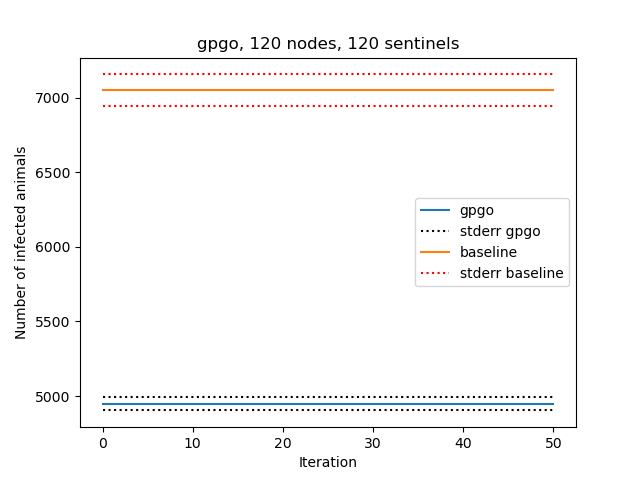 gpgo, 120 nodes, 120 sentinels
Number of infected animals
7000
6500
6000
5500
5000
gpgo
stderr gpgo
baseline
stderr baseline
0
10
20
30
40
50
Iteration